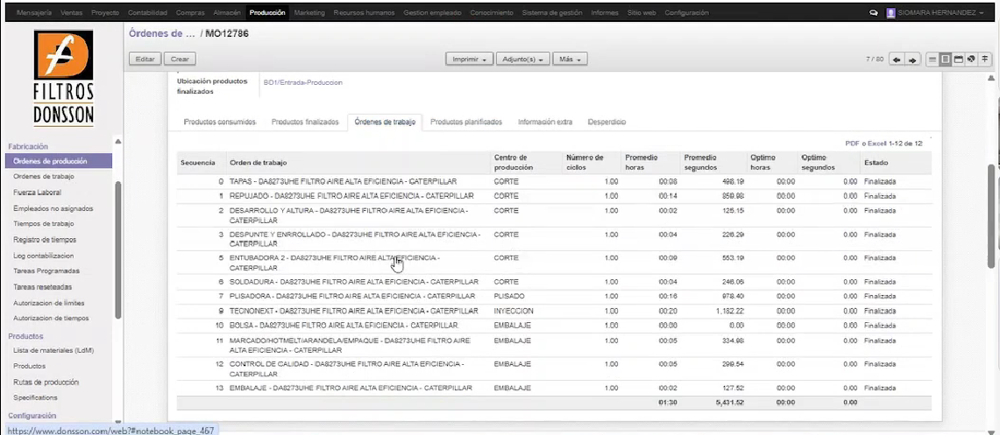 Mensajería Ventas Proyecto Contabilidad Compras Almacén Producción Marketing Recursos humanos Gestion empleado Conocimiento Sistema de gestión Informes Sitio web Configuración SIOMARA HERNANDEZ
Órdenes de ... / MO12786
Editar Crear Imprimir Adjunto(s) Más 7 / 80
FILTROS
DONSSON
Fabricación
Ordenes de producción
Ordenes de trabajo
Fuerza Laboral
Empleados no asignados
Tiempos de trabajo
Registro de tiempos
Log contabilizacion
Tareas Programadas
Tareas reseteadas
Autorizacion de limites
Autorizacion de tiempos
Productos
Lista de materiales (LdM)
Productos
Rutas de producción
Specifications
Configuración
Ubicación productos
finalizados
BO1/Entrada-Produccion
Productos consumidos Productos finalizados Órdenes de trabajo Productos planificados Información extra Desperdicio
PDF o Excell 1-12 de 12
Secuencia Orden de trabajo Centro de producción Número de ciclos Promedio horas Promedio segundos Optimo horas Optimo segundos Estado
0 TAPAS - DA8273UHE FILTRO AIRE ALTA EFICIENCIA - CATERPILLAR CORTE 1.00 00:08 498.19 00:00 0.00 Finalizada
1 REPUJADO - DA8273UHE FILTRO AIRE ALTA EFICIENCIA - CATERPILLAR CORTE 1.00 00:14 859.98 00:00 0.00 Finalizada
2 DESARROLLO Y ALTURA - DA8273UHE FILTRO AIRE ALTA EFICIENCIA -
CATERPILLAR CORTE 1.00 00:02 125.15 00:00 0.00 Finalizada
3 DESPUNTE Y ENRROLLADO - DA8273UHE FILTRO AIRE ALTA EFICIENCIA -
CATERPILLAR CORTE 1.00 00:04 226.29 00:00 0.00 Finalizada
5 ENTUBADORA 2 - DA8273UHE FILTRO AIRE ALTA EFICIENCIA -
CATERPILLAR CORTE 1.00 00:09 553.19 00:00 0.00 Finalizada
6 SOLDADURA - DA8273UHE FILTRO AIRE ALTA EFICIENCIA - CATERPILLAR CORTE 1.00 00:04 246.06 00:00 0.00 Finalizada
7 PLISADORA - DA8273UHE FILTRO AIRE ALTA EFICIENCIA - CATERPILLAR PLISADO 1.00 00:16 978.40 00:00 0.00 Finalizada
9 TECNONEXT - DA8273UHE FILTRO AIRE ALTA EFICIENCIA - CATERPILLAR INYECCION 1.00 00:20 1,182.22 00:00 0.00 Finalizada
10 BOLSA - DA8273UHE FILTRO AIRE ALTA EFICIENCIA - CATERPILLAR EMBALAJE 1.00 00:00 0.00 00:00 0.00 Finalizada
11 MARCADO/HOTMELT/ARANDELA/EMPAQUE - DA8273UHE FILTRO AIRE
ALTA EFICIENCIA - CATERPILLAR EMBALAJE 1.00 00:05 334.98 00:00 0.00 Finalizada
12 CONTROL DE CALIDAD - DA8273UHE FILTRO AIRE ALTA EFICIENCIA -
CATERPILLAR EMBALAJE 1.00 00:05 299.54 00:00 0.00 Finalizada
13 EMBALAJE - DA8273UHE FILTRO AIRE ALTA EFICIENCIA - CATERPILLAR EMBALAJE 1.00 00:02 127.52 00:00 0.00 Finalizada
01:30 5,431.52 00:00 0.00
https://www.donsson.com/web?#notebook_page_467